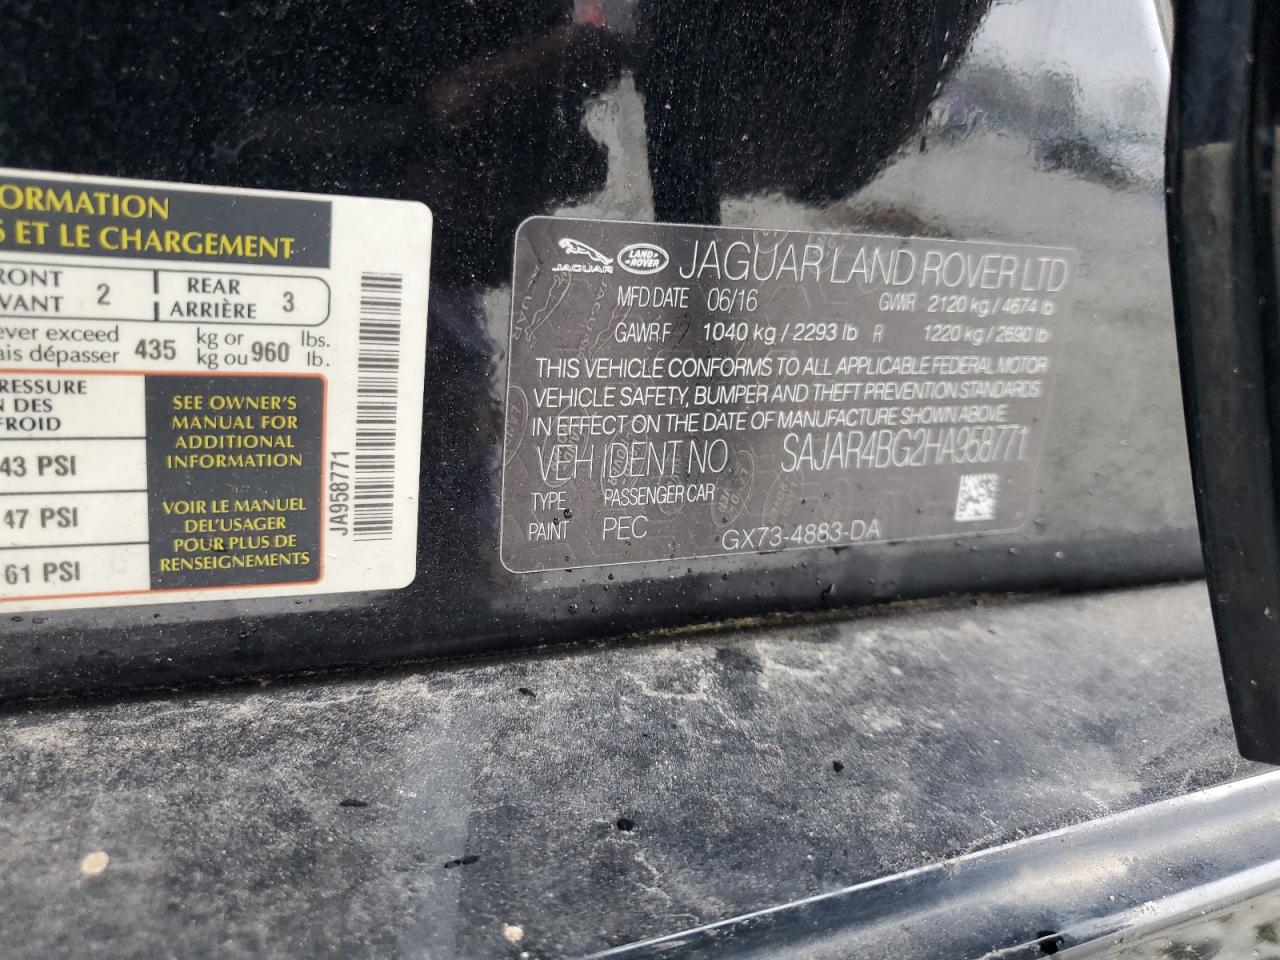 ORMATION
S ET LE CHARGEMENT
RONT
VANT 2
REAR
ARRIÈRE 3
ever exceed
ais dépasser 435 kg or
kg ou 960 lbs.
lb.
RESSURE
N DES
FROID
43 PSI
47 PSI
61 PSI
SEE OWNER'S
MANUAL FOR
ADDITIONAL
INFORMATION
VOIR LE MANUEL
DEL'USAGER
POUR PLUS DE
RENSEIGNEMENTS
JA958771
JAGUAR
LAND ROVER
JAGUAR LAND ROVER LTD
MFD DATE 06/16 GVWR 2120 kg / 4674 lb
GAWR F 1040 kg / 2293 lb R 1220 kg / 2690 lb
THIS VEHICLE CONFORMS TO ALL APPLICABLE FEDERAL MOTOR
VEHICLE SAFETY, BUMPER AND THEFT PREVENTION STANDARDS
IN EFFECT ON THE DATE OF MANUFACTURE SHOWN ABOVE
VEH IDENT NO SAJAR4BG2HA958771
TYPE PASSENGER CAR
PAINT PEC GX73-4883-DA